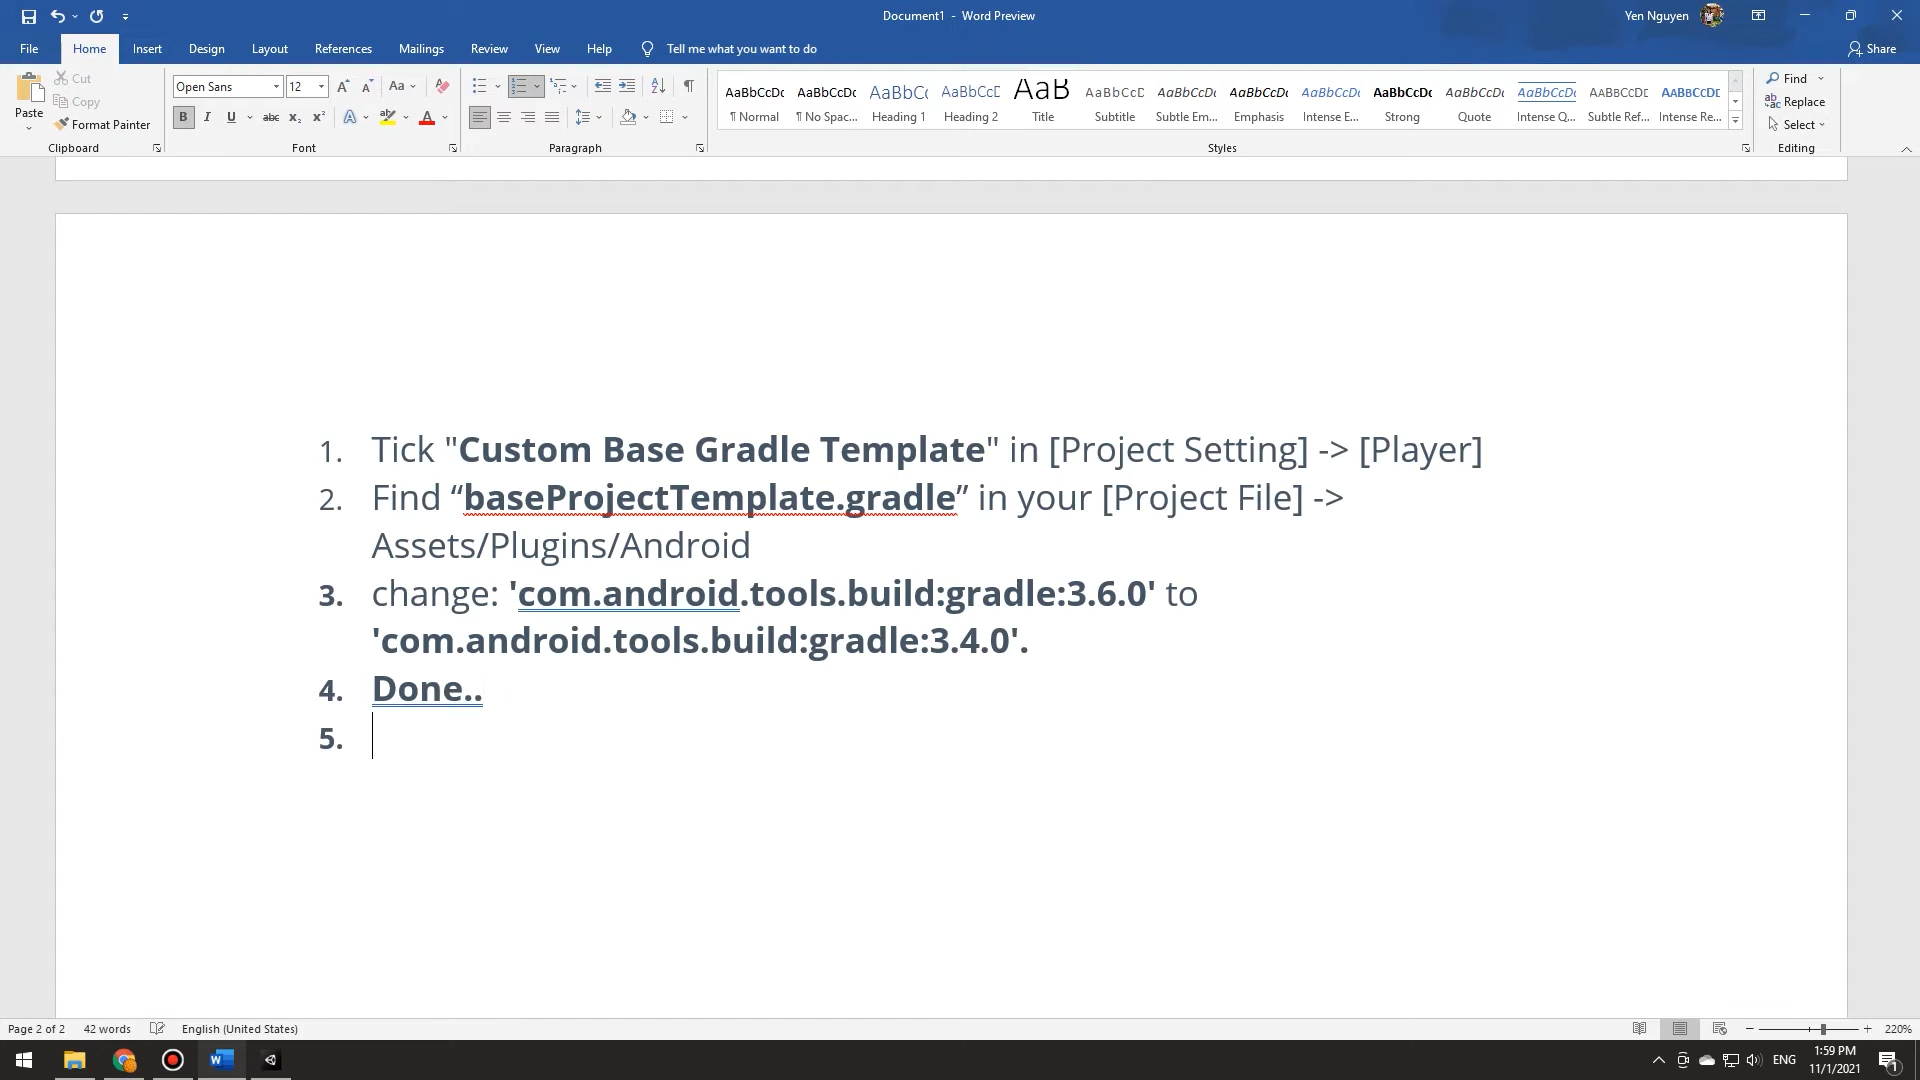 Document1 - Word Preview
Yen Nguyen
File Home Insert Design Layout References Mailings Review View Help Tell me what you want to do Share
Paste
Cut
Copy
Format Painter
Clipboard
Open Sans 12
Font
Paragraph
AaBbCcDc AaBbCcDc AaBbCc AaBbCcD AaB AaBbCcD AaBbCcDc AaBbCcDc AaBbCcDc AaBbCcDc AaBbCcDc AaBbCcDc AaBbCcDc AaBbCcDc
¶ Normal ¶ No Spac... Heading 1 Heading 2 Title Subtitle Subtle Em... Emphasis Intense E... Strong Quote Intense Q... Subtle Ref... Intense Re...
Styles
Find
Replace
Select
Editing
1. Tick "Custom Base Gradle Template" in [Project Setting] -> [Player]
2. Find “baseProjectTemplate.gradle” in your [Project File] ->
Assets/Plugins/Android
3. change: 'com.android.tools.build:gradle:3.6.0' to
'com.android.tools.build:gradle:3.4.0'.
4. Done..
5.
Page 2 of 2 42 words English (United States) 220%
ENG
1:59 PM
11/1/2021
1